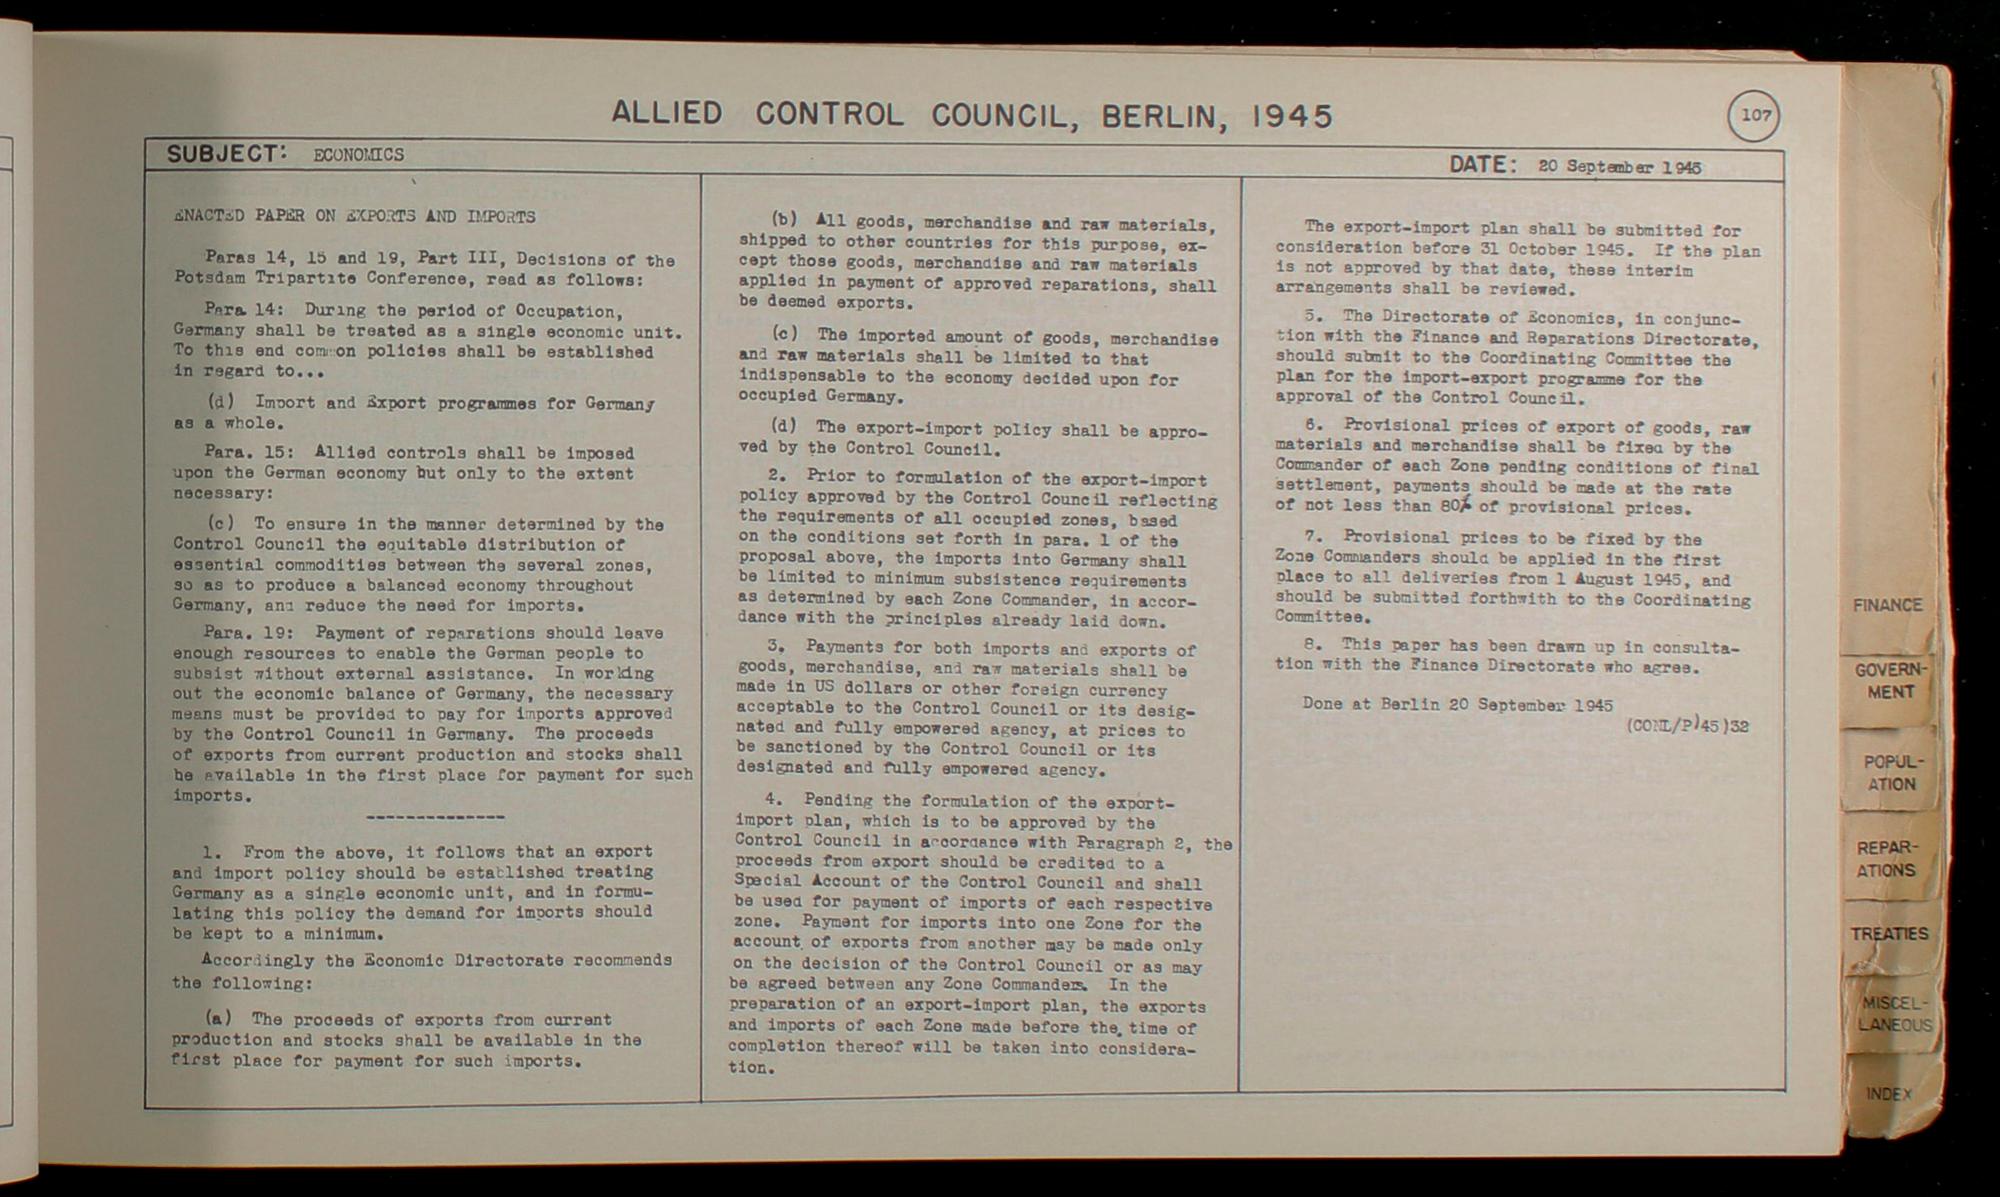 ALLIED CONTROL COUNCIL, BERLIN, 1945
107
SUBJECT: ECONOMICS
DATE: 20 September 1945
ENACTED PAPER ON EXPORTS AND IMPORTS
Paras 14, 15 and 19, Part III, Decisions of the
Potsdam Tripartite Conference, read as follows:
Para 14: During the period of Occupation,
Germany shall be treated as a single economic unit.
To this end common policies shall be established
in regard to...
(d) Import and Export programmes for Germany
as a whole.
Para. 15: Allied controls shall be imposed
upon the German economy but only to the extent
necessary:
(c) To ensure in the manner determined by the
Control Council the equitable distribution of
essential commodities between the several zones,
so as to produce a balanced economy throughout
Germany, and reduce the need for imports.
Para. 19: Payment of reparations should leave
enough resources to enable the German people to
subsist without external assistance. In working
out the economic balance of Germany, the necessary
means must be provided to pay for imports approved
by the Control Council in Germany. The proceeds
of exports from current production and stocks shall
be available in the first place for payment for such
imports.
--------------
1. From the above, it follows that an export
and import policy should be established treating
Germany as a single economic unit, and in formu-
lating this policy the demand for imports should
be kept to a minimum.
Accordingly the Economic Directorate recommends
the following:
(a) The proceeds of exports from current
production and stocks shall be available in the
first place for payment for such imports.
(b) All goods, merchandise and raw materials,
shipped to other countries for this purpose, ex-
cept those goods, merchandise and raw materials
applied in payment of approved reparations, shall
be deemed exports.
(c) The imported amount of goods, merchandise
and raw materials shall be limited to that
indispensable to the economy decided upon for
occupied Germany.
(d) The export-import policy shall be appro-
ved by the Control Council.
2. Prior to formulation of the export-import
policy approved by the Control Council reflecting
the requirements of all occupied zones, based
on the conditions set forth in para. 1 of the
proposal above, the imports into Germany shall
be limited to minimum subsistence requirements
as determined by each Zone Commander, in accor-
dance with the principles already laid down.
3. Payments for both imports and exports of
goods, merchandise, and raw materials shall be
made in US dollars or other foreign currency
acceptable to the Control Council or its desig-
nated and fully empowered agency, at prices to
be sanctioned by the Control Council or its
designated and fully empowered agency.
4. Pending the formulation of the export-
import plan, which is to be approved by the
Control Council in accordance with Paragraph 2, the
proceeds from export should be credited to a
Special Account of the Control Council and shall
be used for payment of imports of each respective
zone. Payment for imports into one Zone for the
account of exports from another may be made only
on the decision of the Control Council or as may
be agreed between any Zone Commanders. In the
preparation of an export-import plan, the exports
and imports of each Zone made before the time of
completion thereof will be taken into considera-
tion.
The export-import plan shall be submitted for
consideration before 31 October 1945. If the plan
is not approved by that date, these interim
arrangements shall be reviewed.
5. The Directorate of Economics, in conjunc-
tion with the Finance and Reparations Directorate,
should submit to the Coordinating Committee the
plan for the import-export programme for the
approval of the Control Council.
6. Provisional prices of export of goods, raw
materials and merchandise shall be fixed by the
Commander of each Zone pending conditions of final
settlement, payments should be made at the rate
of not less than 80% of provisional prices.
7. Provisional prices to be fixed by the
Zone Commanders should be applied in the first
place to all deliveries from 1 August 1945, and
should be submitted forthwith to the Coordinating
Committee.
8. This paper has been drawn up in consulta-
tion with the Finance Directorate who agree.
Done at Berlin 20 September 1945
(CONL/P)45)32
FINANCE
GOVERN-
MENT
POPUL-
ATION
REPAR-
ATIONS
TREATIES
MISCEL-
LANEOUS
INDEX